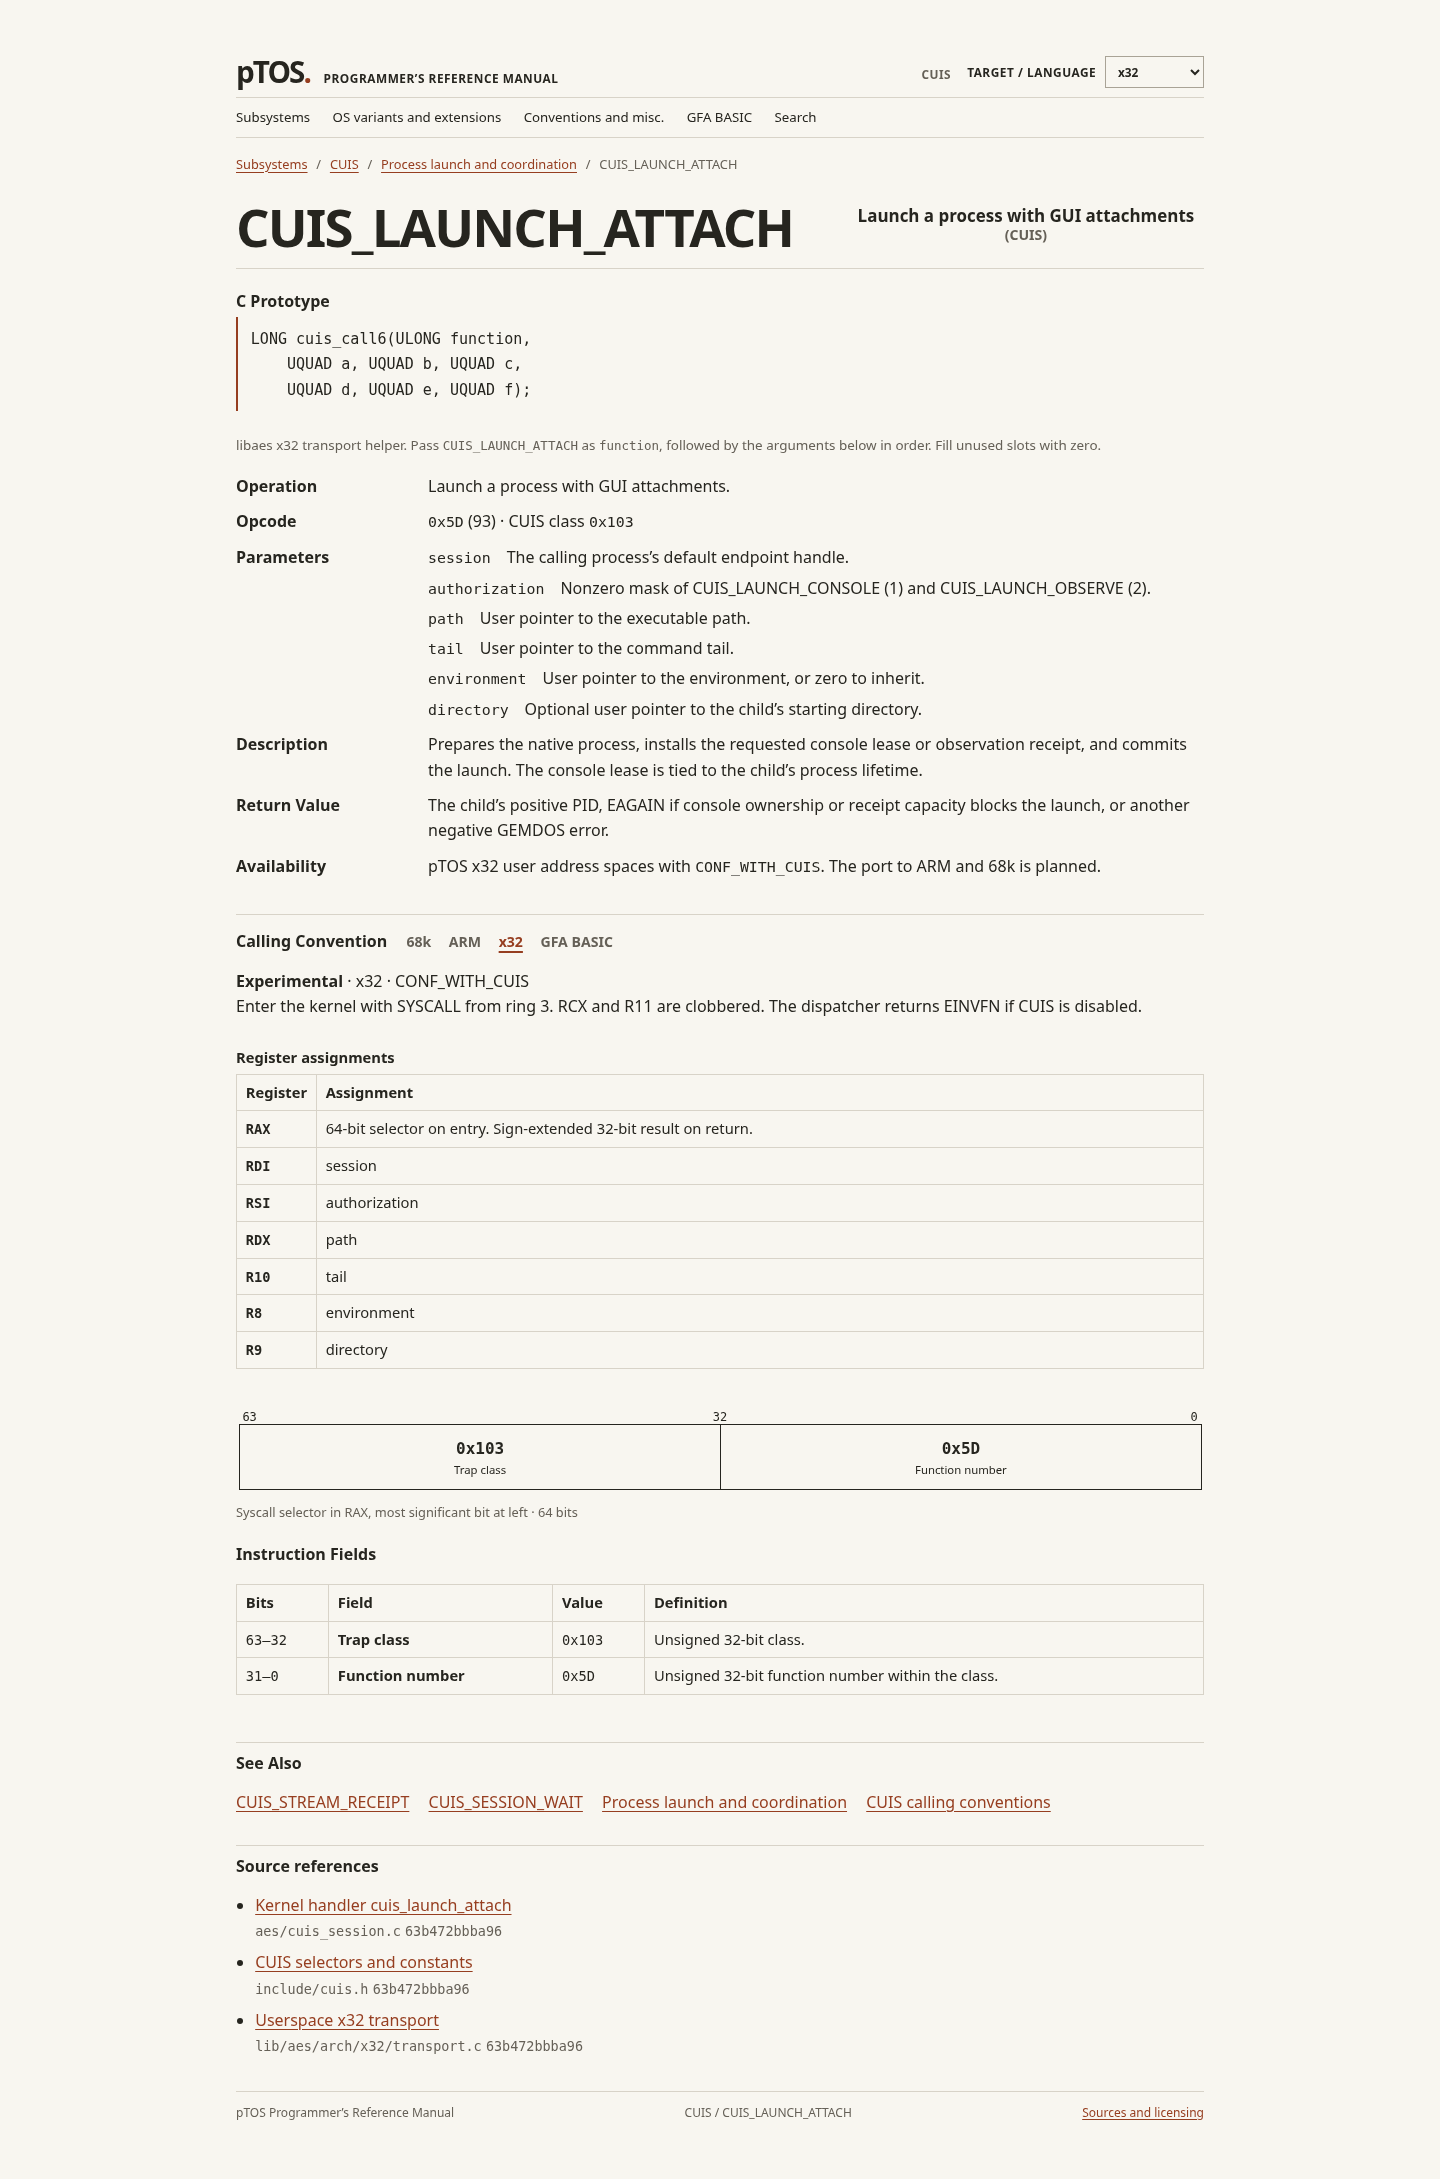 pTOS. PROGRAMMER’S REFERENCE MANUAL CUIS TARGET / LANGUAGE x32
Subsystems OS variants and extensions Conventions and misc. GFA BASIC Search
Subsystems / CUIS / Process launch and coordination / CUIS_LAUNCH_ATTACH
CUIS_LAUNCH_ATTACH
Launch a process with GUI attachments
(CUIS)
C Prototype
LONG cuis_call6(ULONG function,
UQUAD a, UQUAD b, UQUAD c,
UQUAD d, UQUAD e, UQUAD f);
libaes x32 transport helper. Pass CUIS_LAUNCH_ATTACH as function, followed by the arguments below in order. Fill unused slots with zero.
Operation Launch a process with GUI attachments.
Opcode 0x5D (93) · CUIS class 0x103
Parameters session The calling process’s default endpoint handle.
authorization Nonzero mask of CUIS_LAUNCH_CONSOLE (1) and CUIS_LAUNCH_OBSERVE (2).
path User pointer to the executable path.
tail User pointer to the command tail.
environment User pointer to the environment, or zero to inherit.
directory Optional user pointer to the child’s starting directory.
Description Prepares the native process, installs the requested console lease or observation receipt, and commits
the launch. The console lease is tied to the child’s process lifetime.
Return Value The child’s positive PID, EAGAIN if console ownership or receipt capacity blocks the launch, or another
negative GEMDOS error.
Availability pTOS x32 user address spaces with CONF_WITH_CUIS. The port to ARM and 68k is planned.
Calling Convention 68k ARM x32 GFA BASIC
Experimental · x32 · CONF_WITH_CUIS
Enter the kernel with SYSCALL from ring 3. RCX and R11 are clobbered. The dispatcher returns EINVFN if CUIS is disabled.
Register assignments
Register Assignment
RAX 64-bit selector on entry. Sign-extended 32-bit result on return.
RDI session
RSI authorization
RDX path
R10 tail
R8 environment
R9 directory
63 32 0
0x103 0x5D
Trap class Function number
Syscall selector in RAX, most significant bit at left · 64 bits
Instruction Fields
Bits Field Value Definition
63–32 Trap class 0x103 Unsigned 32-bit class.
31–0 Function number 0x5D Unsigned 32-bit function number within the class.
See Also
CUIS_STREAM_RECEIPT CUIS_SESSION_WAIT Process launch and coordination CUIS calling conventions
Source references
Kernel handler cuis_launch_attach
aes/cuis_session.c 63b472bbba96
CUIS selectors and constants
include/cuis.h 63b472bbba96
Userspace x32 transport
lib/aes/arch/x32/transport.c 63b472bbba96
pTOS Programmer’s Reference Manual CUIS / CUIS_LAUNCH_ATTACH Sources and licensing